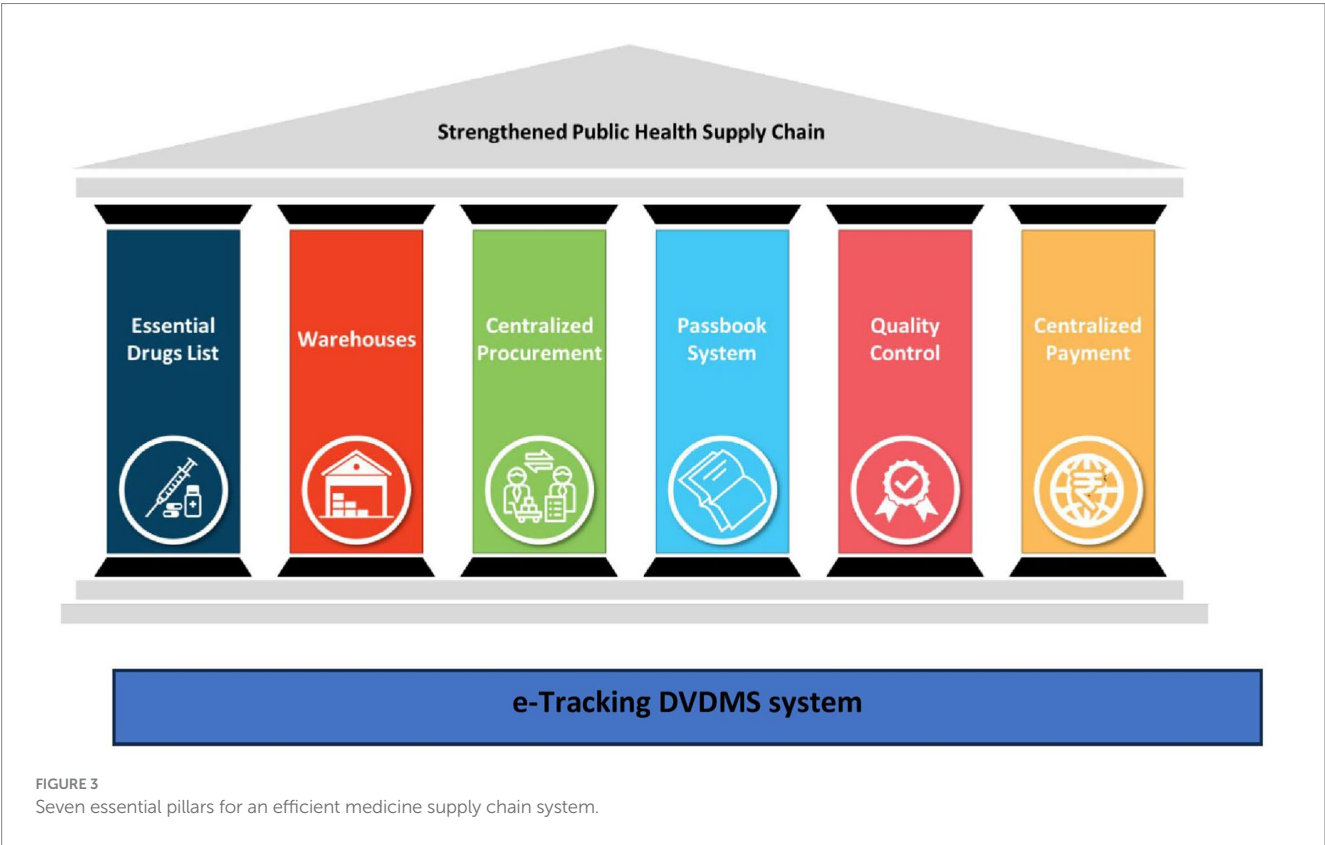 Strengthened Public Health Supply Chain
Essential
Drugs List
Warehouses
Centralized
Procurement
Passbook
System
Quality
Control
Centralized
Payment
e-Tracking DVDMS system
FIGURE 3
Seven essential pillars for an efficient medicine supply chain system.